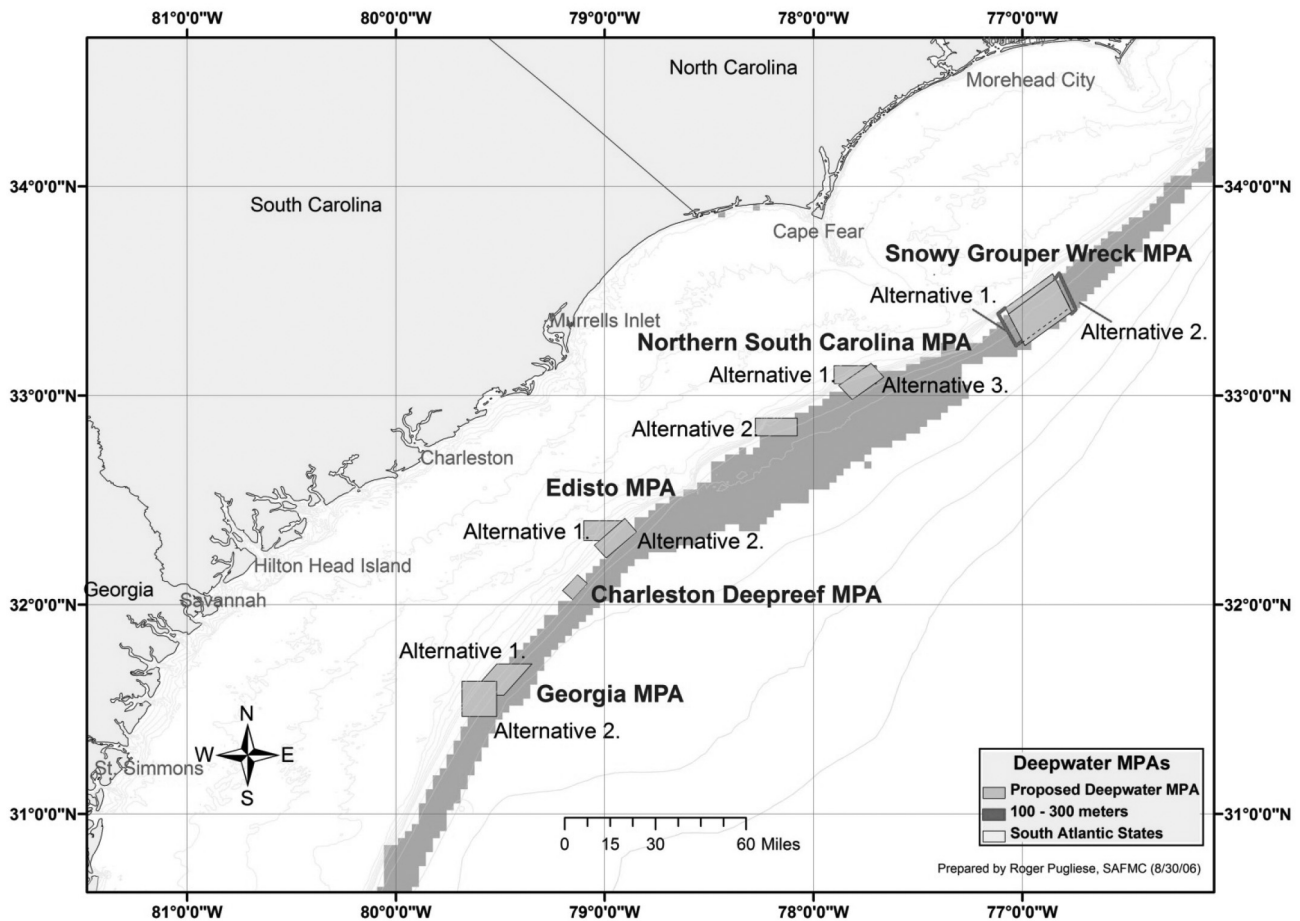 81°0'0"W 80°0'0"W 79°0'0"W 78°0'0"W 77°0'0"W
North Carolina
Morehead City
34°0'0"N 34°0'0"N
South Carolina
Cape Fear
Snowy Grouper Wreck MPA
Alternative 1.
Murrells Inlet
Alternative 2.
Northern South Carolina MPA
Alternative 1.
Alternative 3.
33°0'0"N 33°0'0"N
Alternative 2.
Charleston
Edisto MPA
Alternative 1.
Alternative 2.
Hilton Head Island
Georgia
Charleston Deepreef MPA
Savannah
32°0'0"N 32°0'0"N
Alternative 1.
Georgia MPA
Alternative 2.
N
W E
S
St. Simmons
Deepwater MPAs
Proposed Deepwater MPA
100 - 300 meters
South Atlantic States
31°0'0"N 31°0'0"N
0 15 30 60 Miles
Prepared by Roger Pugliese, SAFMC (8/30/06)
81°0'0"W 80°0'0"W 79°0'0"W 78°0'0"W 77°0'0"W